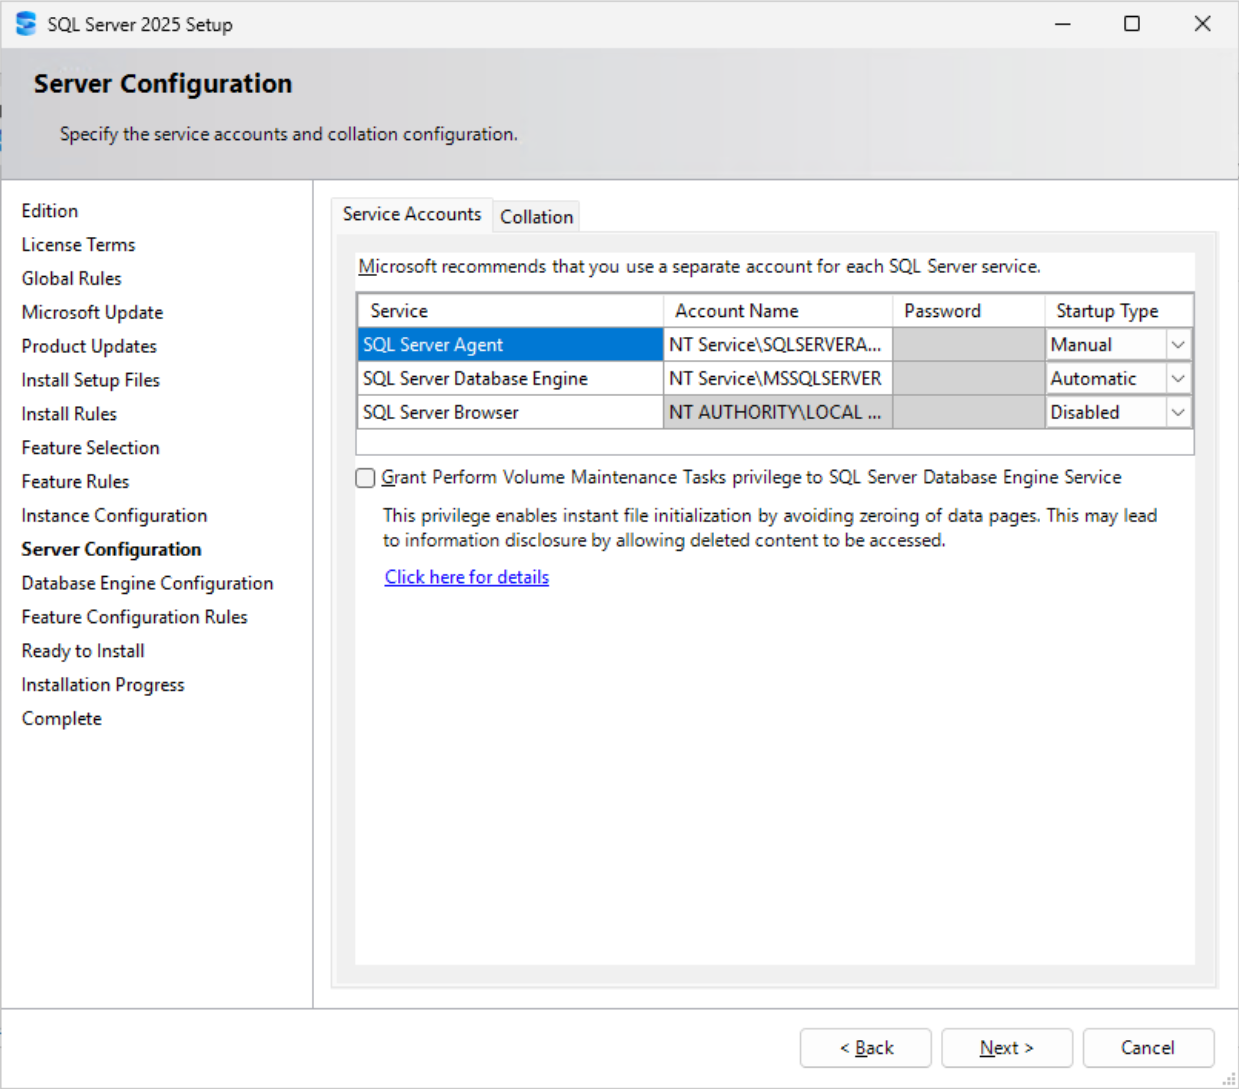 SQL Server 2025 Setup
Server Configuration
Specify the service accounts and collation configuration.
Edition
License Terms
Global Rules
Microsoft Update
Product Updates
Install Setup Files
Install Rules
Feature Selection
Feature Rules
Instance Configuration
Server Configuration
Database Engine Configuration
Feature Configuration Rules
Ready to Install
Installation Progress
Complete
Service Accounts Collation
Microsoft recommends that you use a separate account for each SQL Server service.
Service Account Name Password Startup Type
SQL Server Agent NT Service\SQLSERVERA... Manual
SQL Server Database Engine NT Service\MSSQLSERVER Automatic
SQL Server Browser NT AUTHORITY\LOCAL ... Disabled
Grant Perform Volume Maintenance Tasks privilege to SQL Server Database Engine Service
This privilege enables instant file initialization by avoiding zeroing of data pages. This may lead
to information disclosure by allowing deleted content to be accessed.
Click here for details
< Back Next > Cancel